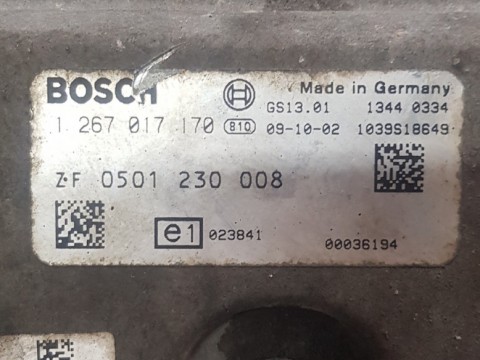 BOSCH
GS13.01
Made in Germany
1344 0334
1 267 017 170 810 09-10-02 1039S18649
ZF 0501 230 008
e1 023841
00036194